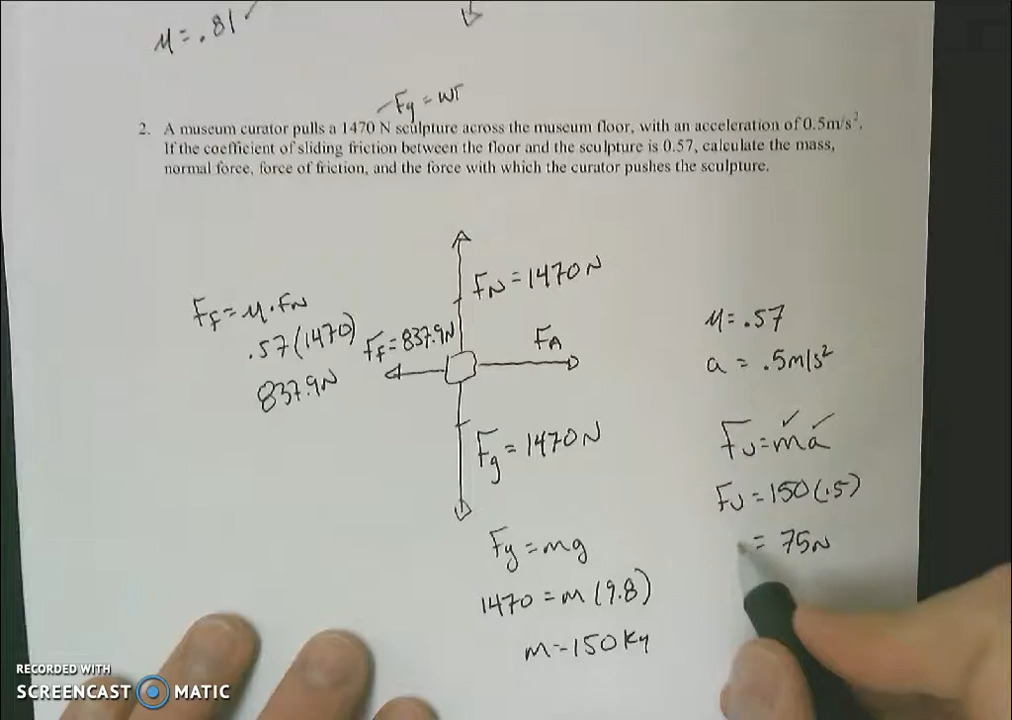 μ = .81 ✓
Fg = wt
2. A museum curator pulls a 1470 N sculpture across the museum floor, with an acceleration of 0.5m/s².
If the coefficient of sliding friction between the floor and the sculpture is 0.57, calculate the mass,
normal force, force of friction, and the force with which the curator pushes the sculpture.
FN = 1470 N
FF = μ · FN
.57 (1470)
837.9N
FF = 837.9N
FA
Fg = 1470N
Fg = mg
1470 = m (9.8)
m = 150 kg
μ = .57
a = .5m/s²
FU = ma
FU = 150 (.5)
= 75N
RECORDED WITH
SCREENCAST MATIC